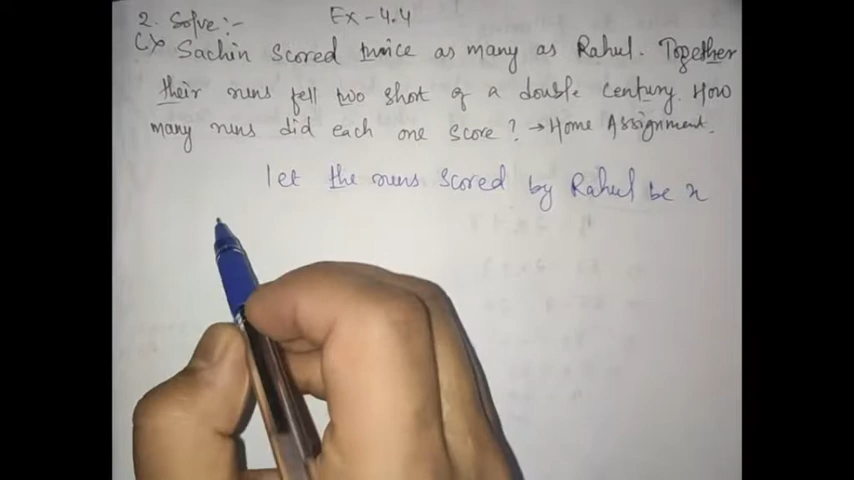 2. Solve:- Ex-4.4
C> Sachin scored twice as many as Rahul. Together
their runs fell two short of a double century. How
many runs did each one score? → Home Assignment.
let the runs scored by Rahul be x